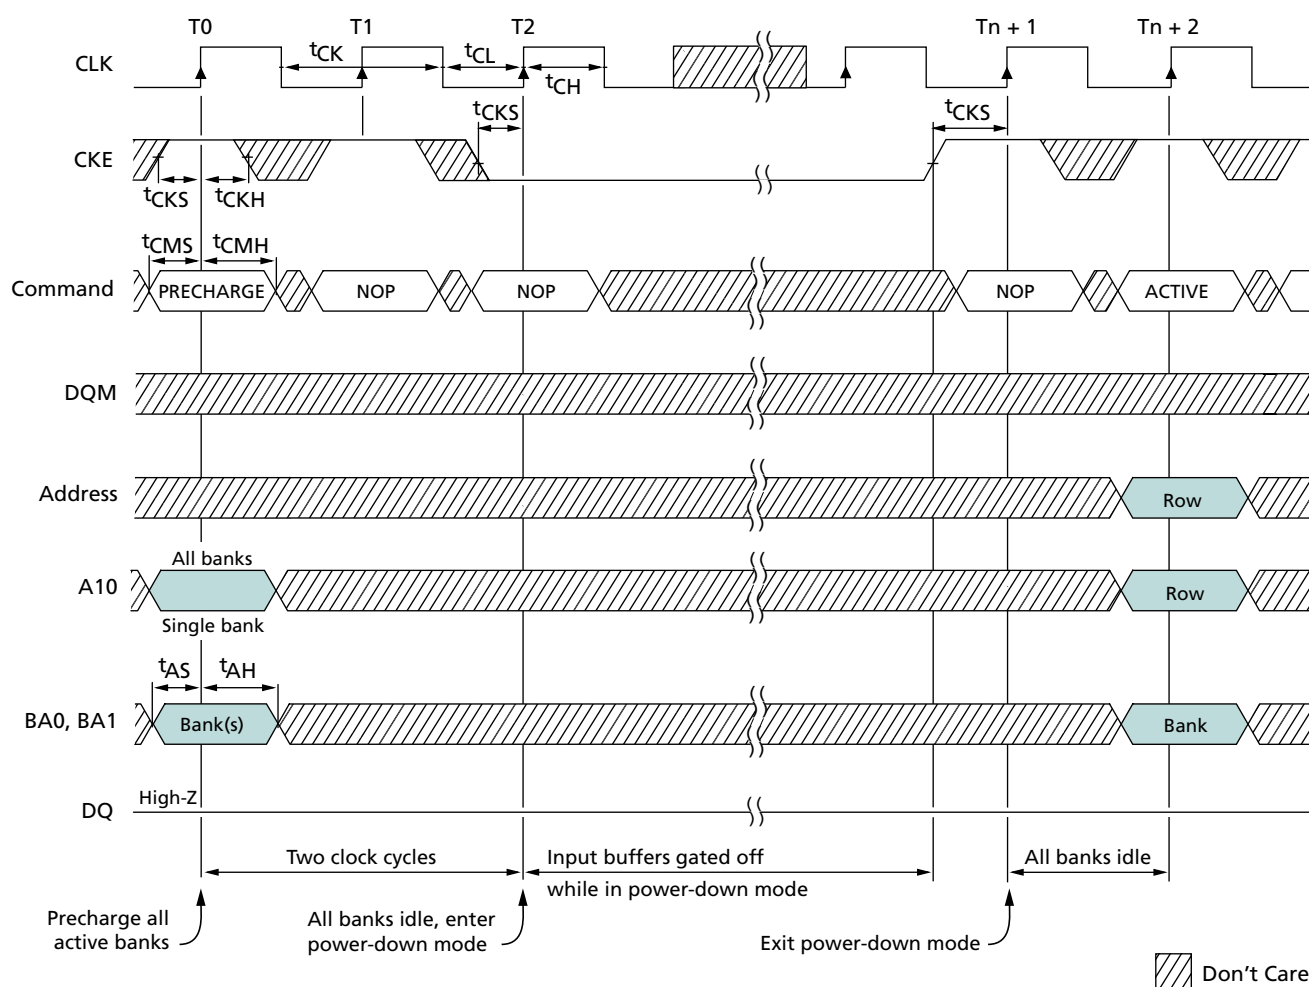 T0 T1 T2 Tn + 1 Tn + 2
CLK tCK tCL tCH
tCKS tCKS
CKE
tCKS tCKH
tCMS tCMH
Command PRECHARGE NOP NOP NOP ACTIVE
DQM
Address Row
All banks
A10 Row
Single bank
tAS tAH
BA0, BA1 Bank(s) Bank
High-Z
DQ
Two clock cycles
Input buffers gated off
while in power-down mode
All banks idle
Precharge all
active banks
All banks idle, enter
power-down mode
Exit power-down mode
Don't Care